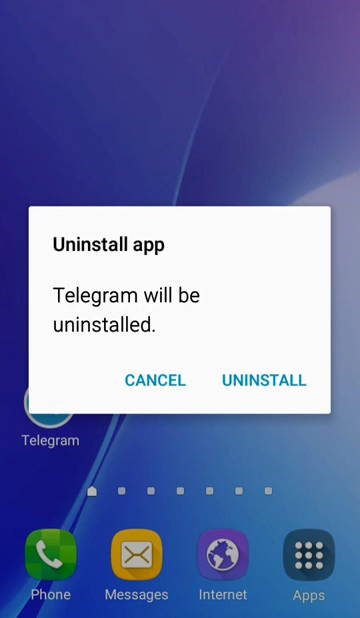 Uninstall app
Telegram will be
uninstalled.
CANCEL UNINSTALL
Telegram
Phone Messages Internet Apps